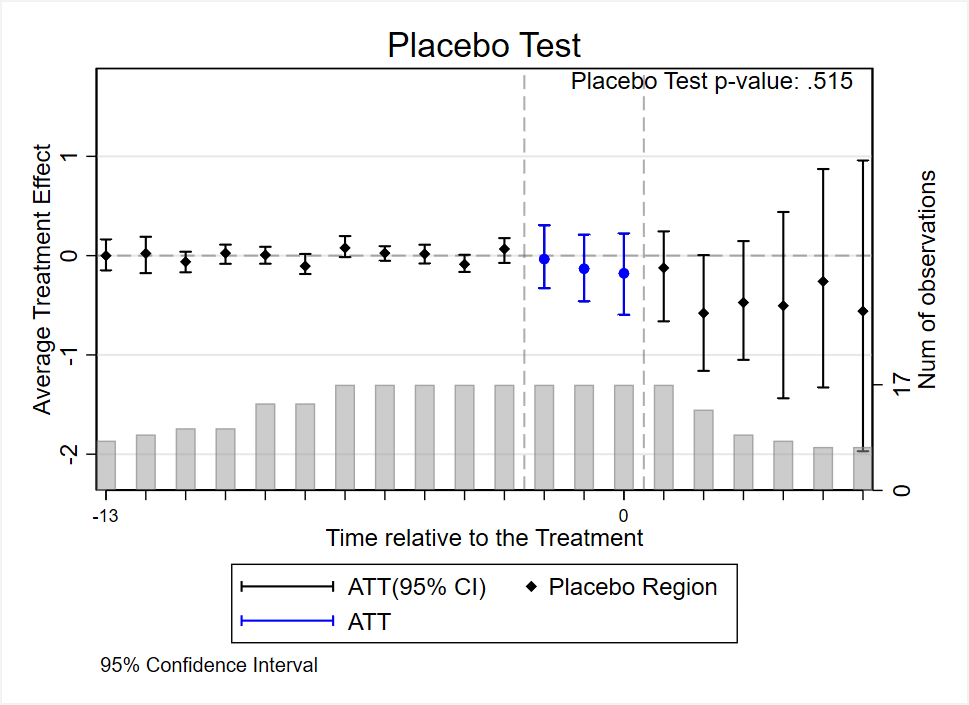 Placebo Test
Placebo Test p-value: .515
Average Treatment Effect
1
0
-1
-2
Num of observations
17
0
-13
0
Time relative to the Treatment
ATT(95% CI)
Placebo Region
ATT
95% Confidence Interval